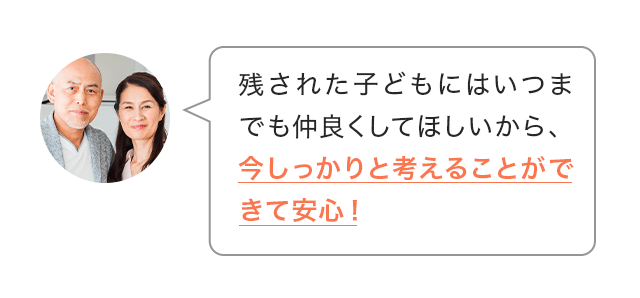 残された子どもにはいつま
でも仲良くしてほしいから、
今しっかりと考えることがで
きて安心！